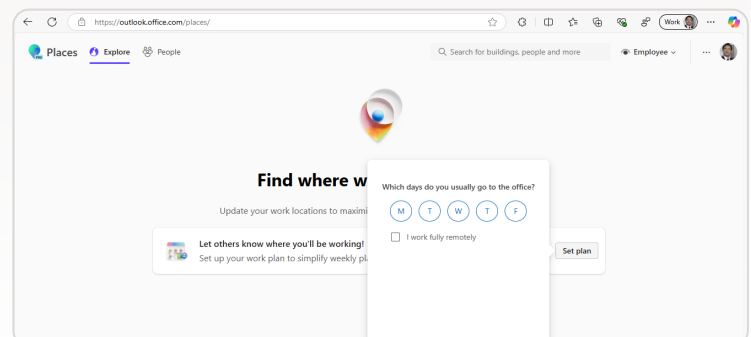 https://outlook.office.com/places/
Work
Places Explore People
Search for buildings, people and more
Employee
Find where w
Update your work locations to maximi
Let others know where you'll be working!
Set up your work plan to simplify weekly pl
Set plan
Which days do you usually go to the office?
M T W T F
I work fully remotely